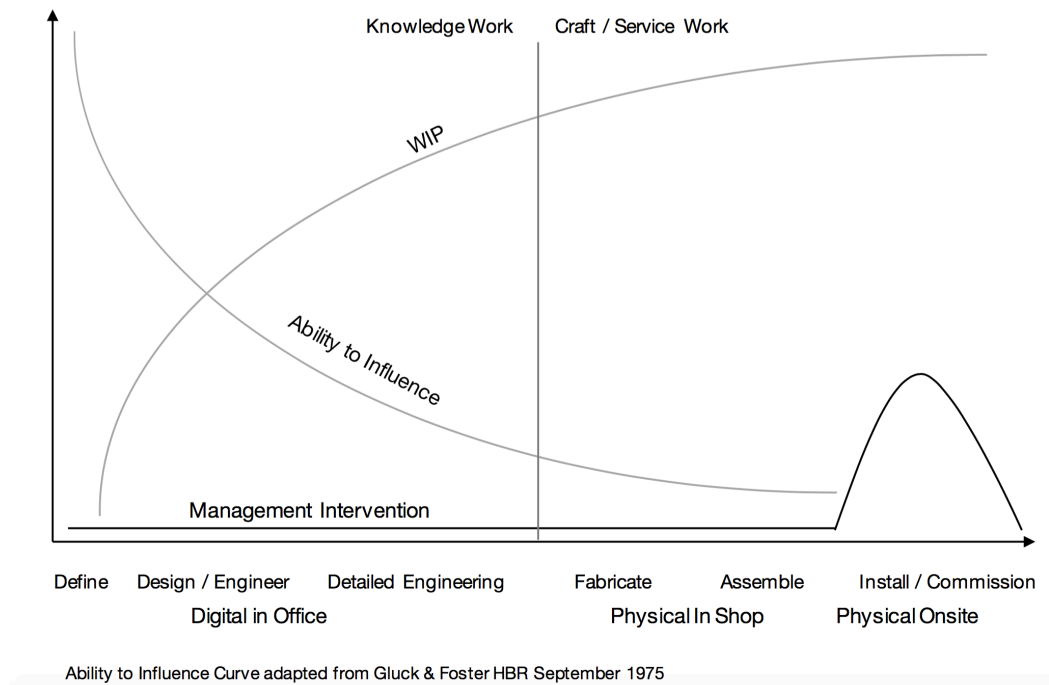 Knowledge Work
Craft / Service Work
WIP
Ability to Influence
Management Intervention
Define
Design / Engineer
Detailed Engineering
Fabricate
Assemble
Install / Commission
Digital in Office
Physical In Shop
Physical Onsite
Ability to Influence Curve adapted from Gluck & Foster HBR September 1975